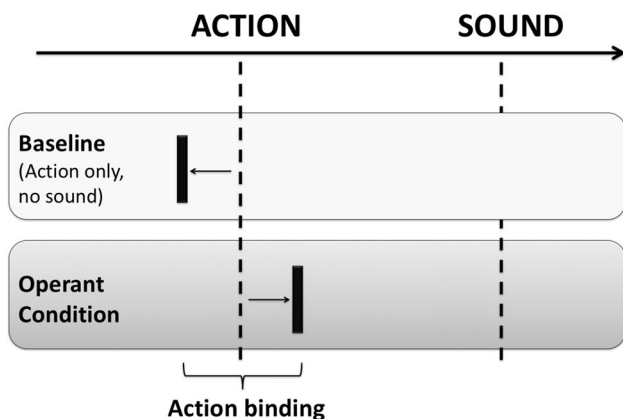 ACTION SOUND
Baseline
(Action only,
no sound)
Operant
Condition
Action binding